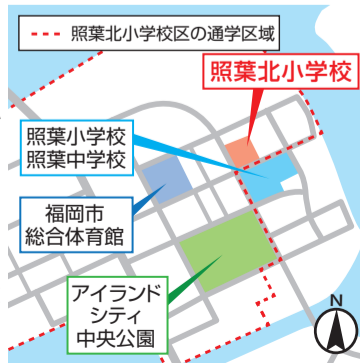 照葉北小学校区の通学区域
照葉北小学校
照葉小学校
照葉中学校
福岡市
総合体育館
アイランド
シティ
中央公園
N